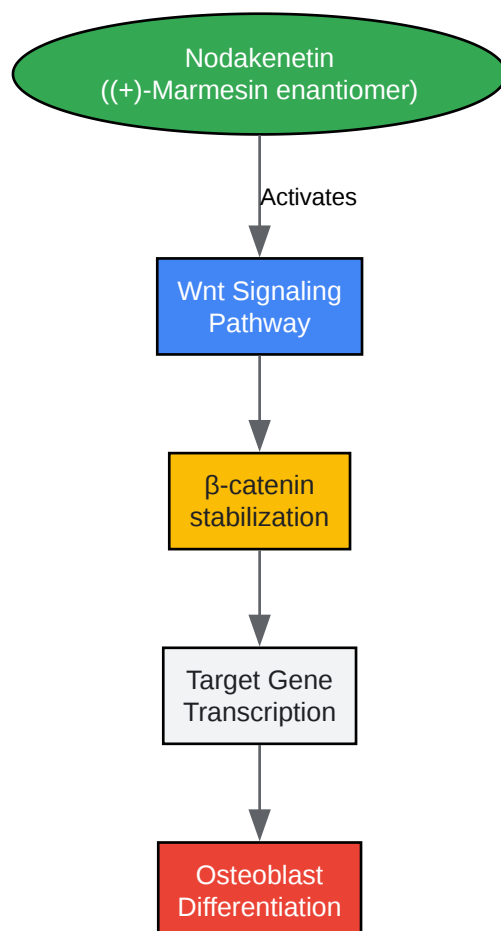 Nodakenetin
((+)-Marmesin enantiomer)
Activates
Wnt Signaling
Pathway
β-catenin
stabilization
Target Gene
Transcription
Osteoblast
Differentiation